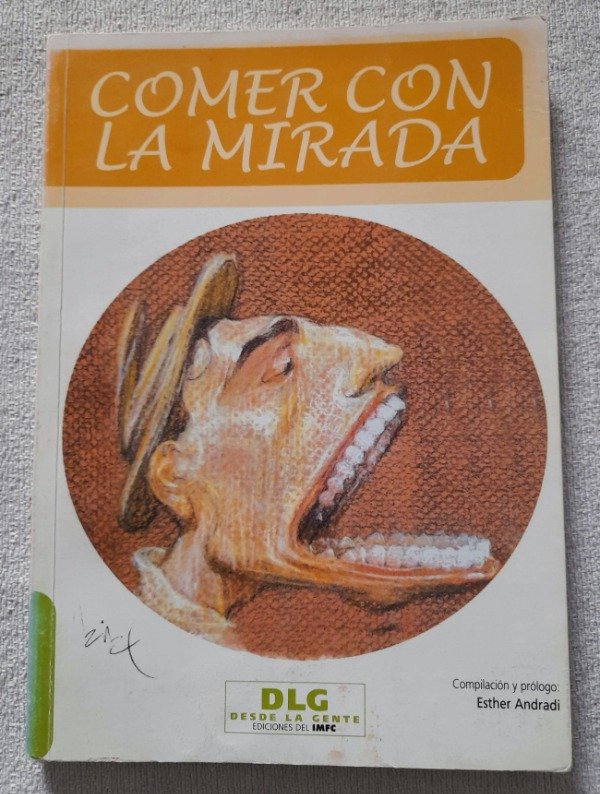 COMER CON
LA MIRADA
Compilación y prólogo:
Esther Andradi
DLG
DESDE LA GENTE
EDICIONES DEL IMFC